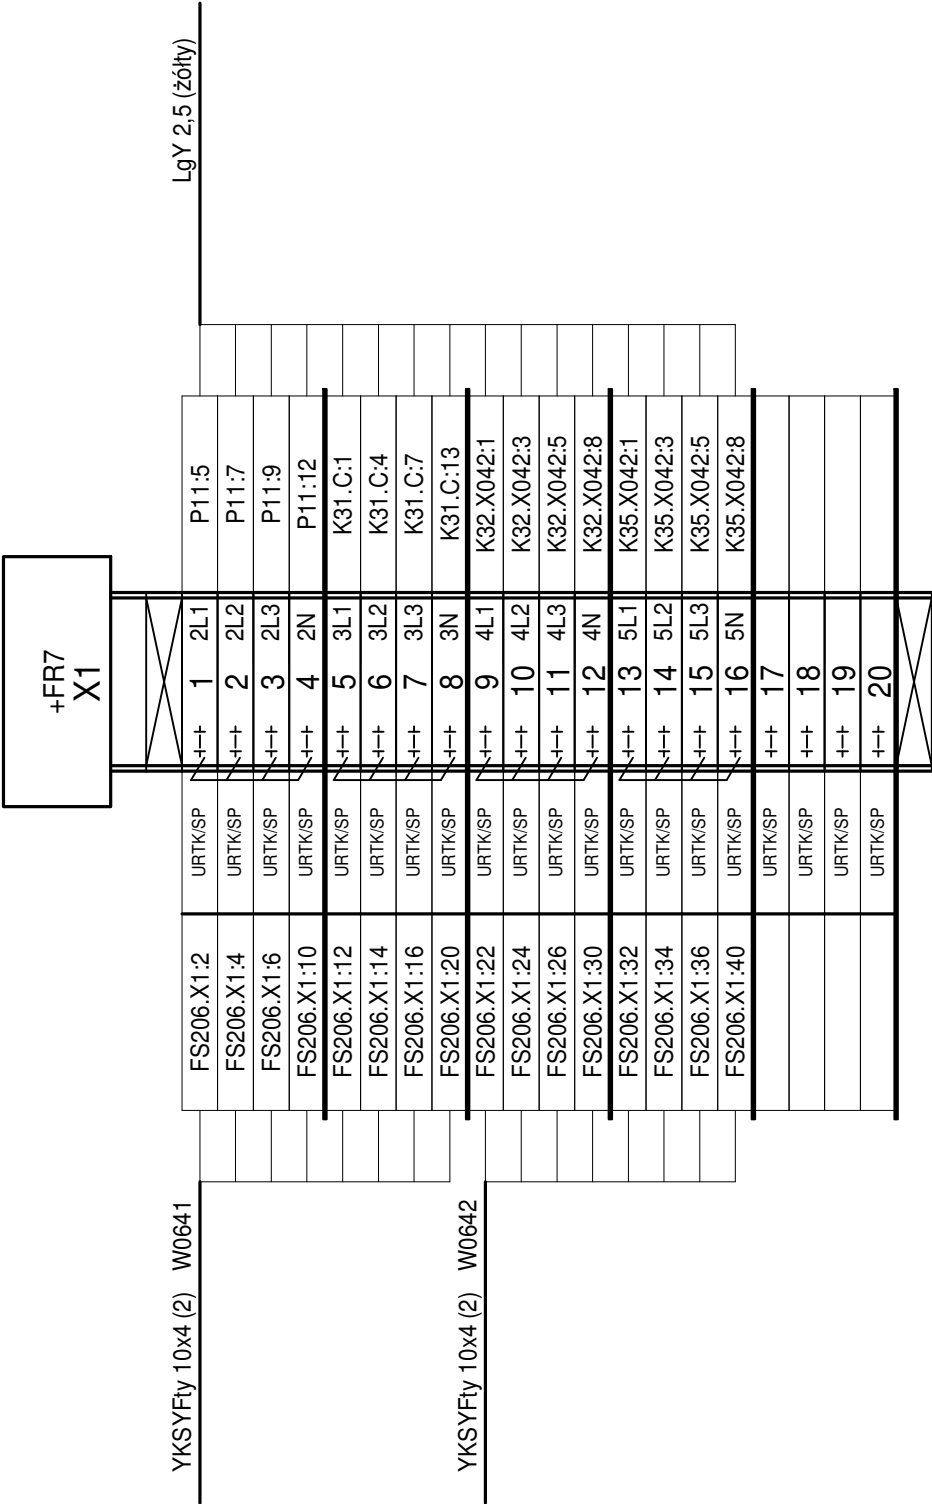 +FR7
X1
LgY 2,5 (żółty)
FS206.X1:2 URTK/SP 1 2L1 P11:5
FS206.X1:4 URTK/SP 2 2L2 P11:7
FS206.X1:6 URTK/SP 3 2L3 P11:9
FS206.X1:10 URTK/SP 4 2N P11:12
FS206.X1:12 URTK/SP 5 3L1 K31.C:1
FS206.X1:14 URTK/SP 6 3L2 K31.C:4
FS206.X1:16 URTK/SP 7 3L3 K31.C:7
FS206.X1:20 URTK/SP 8 3N K31.C:13
FS206.X1:22 URTK/SP 9 4L1 K32.X042:1
FS206.X1:24 URTK/SP 10 4L2 K32.X042:3
FS206.X1:26 URTK/SP 11 4L3 K32.X042:5
FS206.X1:30 URTK/SP 12 4N K32.X042:8
FS206.X1:32 URTK/SP 13 5L1 K35.X042:1
FS206.X1:34 URTK/SP 14 5L2 K35.X042:3
FS206.X1:36 URTK/SP 15 5L3 K35.X042:5
FS206.X1:40 URTK/SP 16 5N K35.X042:8
URTK/SP 17
URTK/SP 18
URTK/SP 19
URTK/SP 20
YKSYFty 10x4 (2) W0641
YKSYFty 10x4 (2) W0642